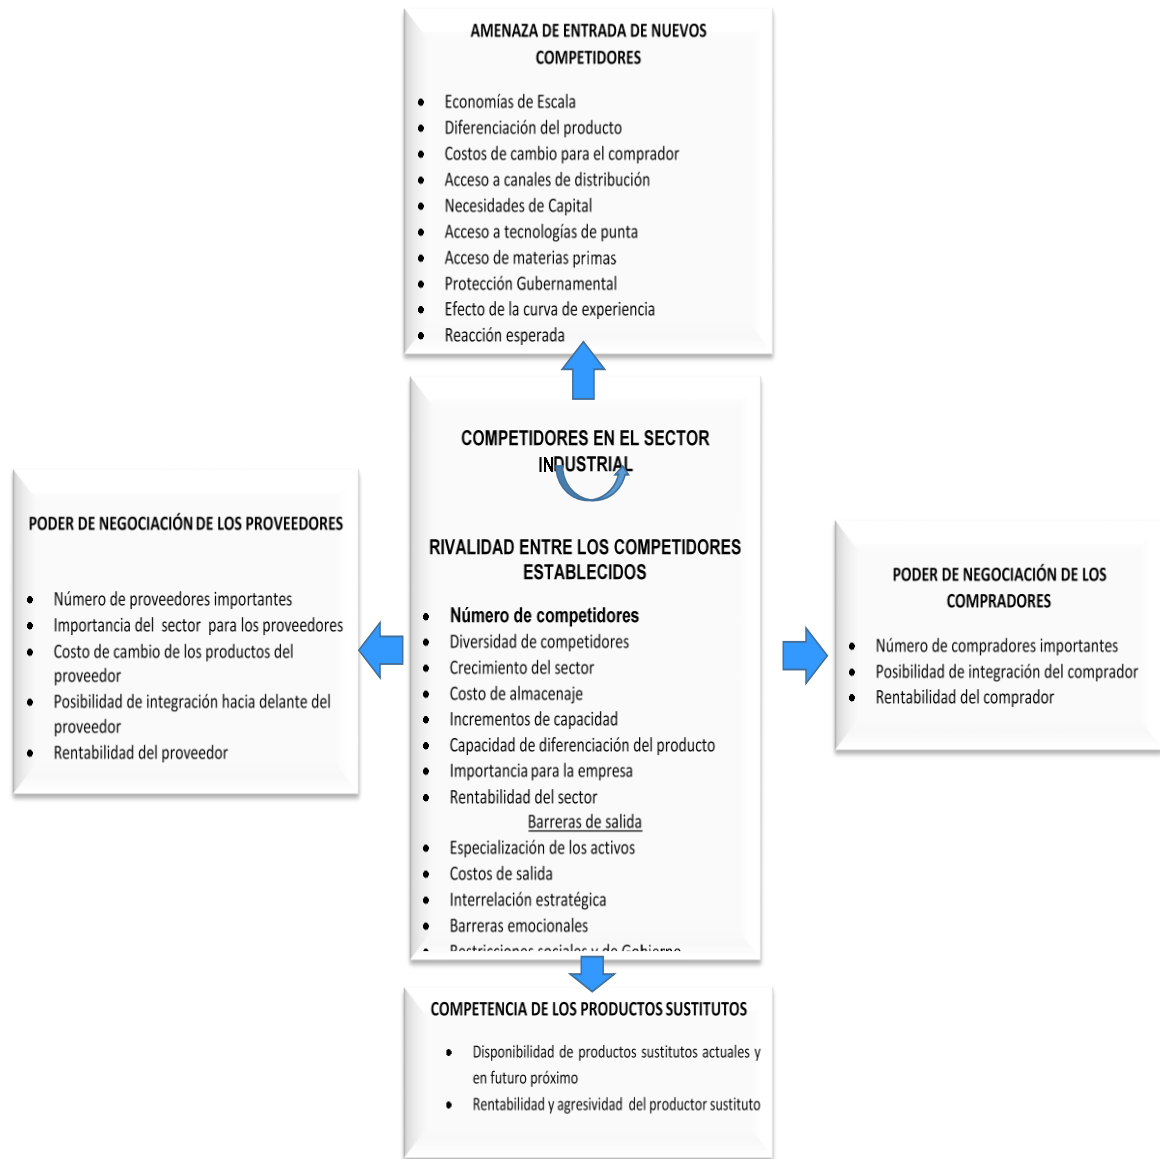 AMENAZA DE ENTRADA DE NUEVOS
COMPETIDORES
• Economías de Escala
• Diferenciación del producto
• Costos de cambio para el comprador
• Acceso a canales de distribución
• Necesidades de Capital
• Acceso a tecnologías de punta
• Acceso de materias primas
• Protección Gubernamental
• Efecto de la curva de experiencia
• Reacción esperada
COMPETIDORES EN EL SECTOR
INDUSTRIAL
RIVALIDAD ENTRE LOS COMPETIDORES
ESTABLECIDOS
• Número de competidores
• Diversidad de competidores
• Crecimiento del sector
• Costo de almacenaje
• Incrementos de capacidad
• Capacidad de diferenciación del producto
• Importancia para la empresa
• Rentabilidad del sector
Barreras de salida
• Especialización de los activos
• Costos de salida
• Interrelación estratégica
• Barreras emocionales
• Restricciones sociales y de Gobierno
PODER DE NEGOCIACIÓN DE LOS PROVEEDORES
• Número de proveedores importantes
• Importancia del sector para los proveedores
• Costo de cambio de los productos del
proveedor
• Posibilidad de integración hacia delante del
proveedor
• Rentabilidad del proveedor
PODER DE NEGOCIACIÓN DE LOS
COMPRADORES
• Número de compradores importantes
• Posibilidad de integración del comprador
• Rentabilidad del comprador
COMPETENCIA DE LOS PRODUCTOS SUSTITUTOS
• Disponibilidad de productos sustitutos actuales y
en futuro próximo
• Rentabilidad y agresividad del productor sustituto